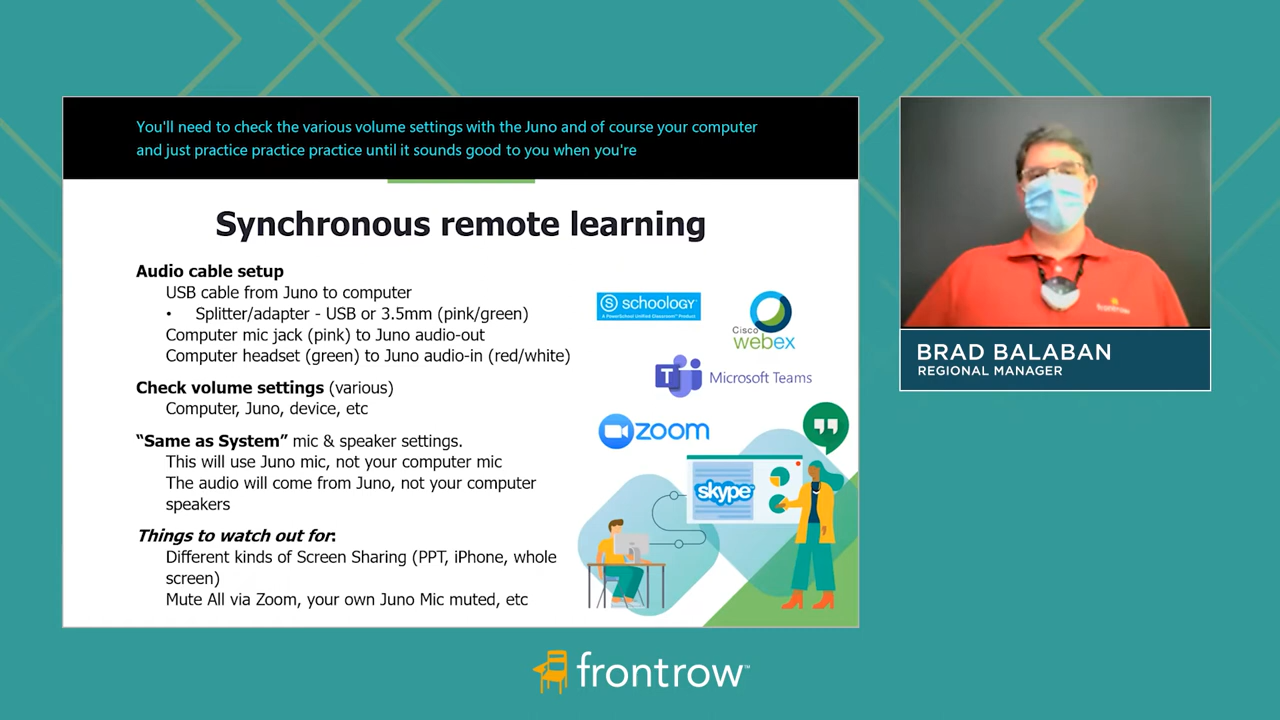 You'll need to check the various volume settings with the Juno and of course your computer
and just practice practice practice until it sounds good to you when you're
Synchronous remote learning
Audio cable setup
USB cable from Juno to computer
• Splitter/adapter - USB or 3.5mm (pink/green)
Computer mic jack (pink) to Juno audio-out
Computer headset (green) to Juno audio-in (red/white)
Check volume settings (various)
Computer, Juno, device, etc
“Same as System” mic & speaker settings.
This will use Juno mic, not your computer mic
The audio will come from Juno, not your computer
speakers
Things to watch out for:
Different kinds of Screen Sharing (PPT, iPhone, whole
screen)
Mute All via Zoom, your own Juno Mic muted, etc
S schoology
A PowerSchool Unified Classroom™ Product
Cisco
webex
Microsoft Teams
zoom
skype
BRAD BALABAN
REGIONAL MANAGER
frontrow
frontrow™